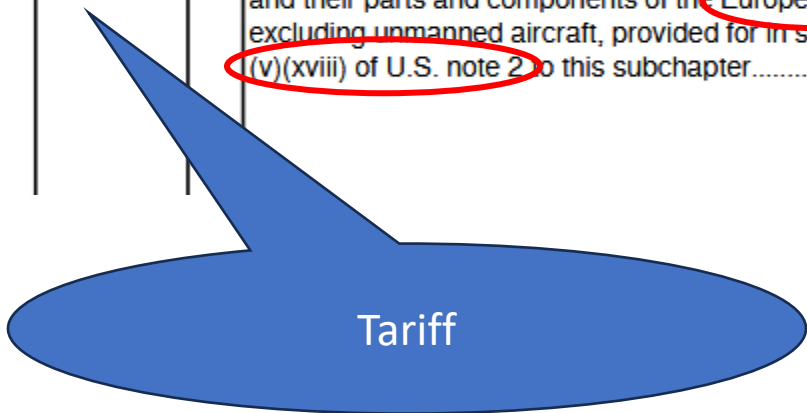 and their parts and components of the Europe
excluding unmanned aircraft, provided for in s
(v)(xviii) of U.S. note 2 to this subchapter........
Tariff